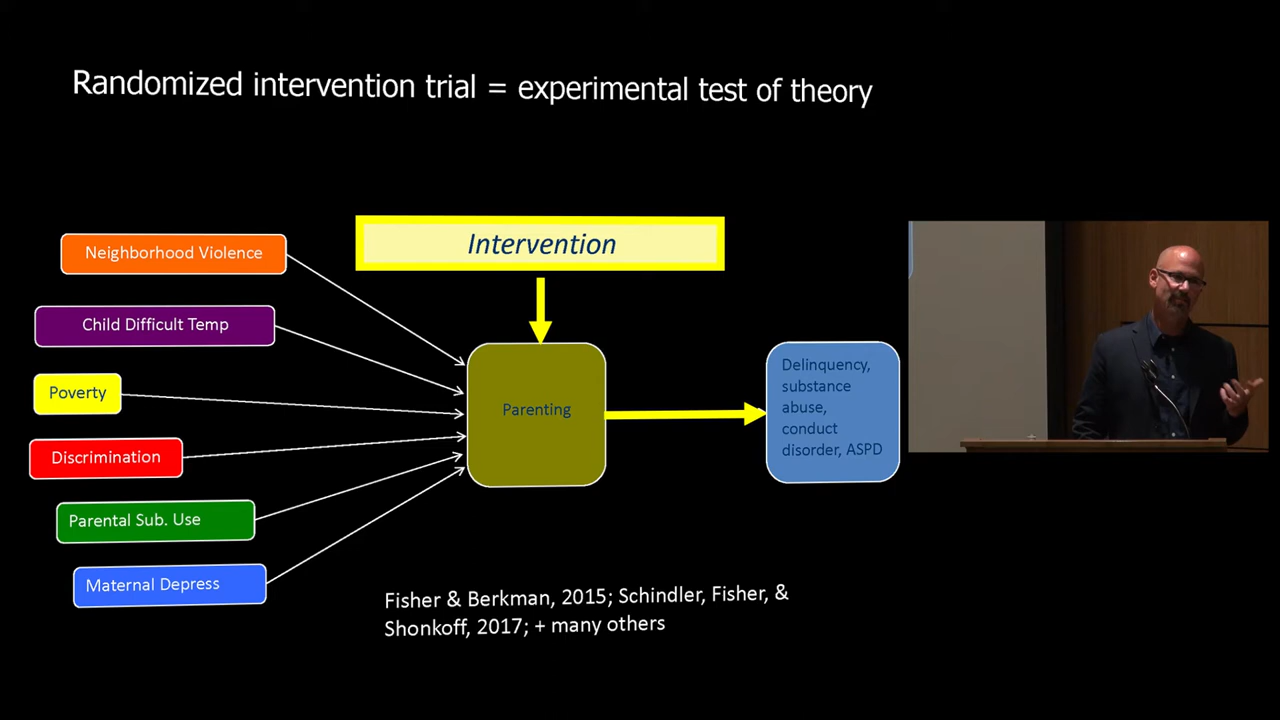 Randomized intervention trial = experimental test of theory
Intervention
Neighborhood Violence
Child Difficult Temp
Poverty
Discrimination
Parental Sub. Use
Maternal Depress
Parenting
Delinquency,
substance
abuse,
conduct
disorder, ASPD
Fisher & Berkman, 2015; Schindler, Fisher, &
Shonkoff, 2017; + many others